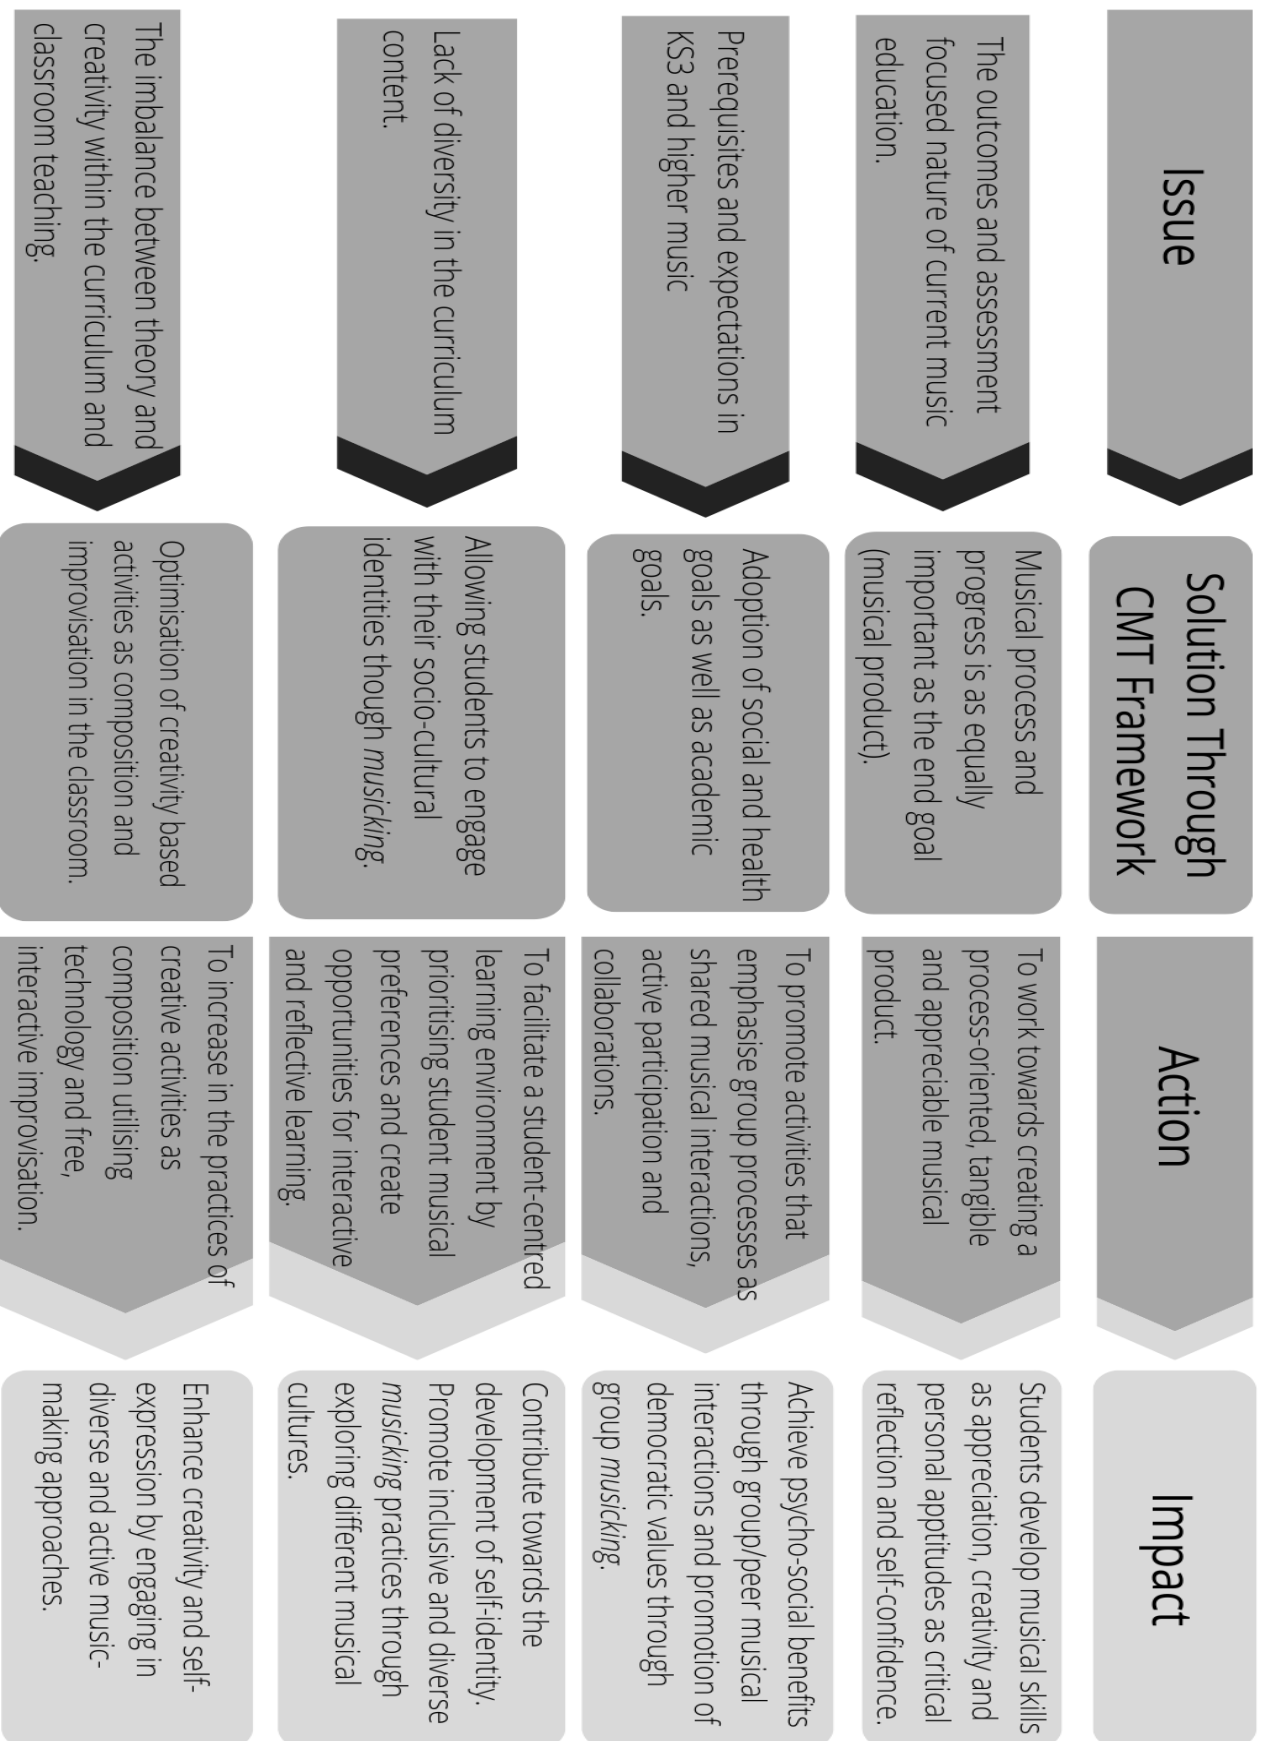 Issue
Solution Through
CMT Framework
Action
Impact
The outcomes and assessment
focused nature of current music
education.
Musical process and
progress is as equally
important as the end goal
(musical product).
To work towards creating a
process-oriented, tangible
and appreciable musical
product.
Students develop musical skills
as appreciation, creativity and
personal apptitudes as critical
reflection and self-confidence.
Prerequisites and expectations in
KS3 and higher music
Adoption of social and health
goals as well as academic
goals.
To promote activities that
emphasise group processes as
shared musical interactions,
active participation and
collaborations.
Achieve psycho-social benefits
through group/peer musical
interactions and promotion of
democratic values through
group musicking.
Lack of diversity in the curriculum
content.
Allowing students to engage
with their socio-cultural
identities though musicking.
To facilitate a student-centred
learning environment by
prioritising student musical
preferences and create
opportunities for interactive
and reflective learning.
Contribute towards the
development of self-identity.
Promote inclusive and diverse
musicking practices through
exploring different musical
cultures.
The imbalance between theory and
creativity within the curriculum and
classroom teaching.
Optimisation of creativity based
activities as composition and
improvisation in the classroom.
To increase in the practices of
creative activities as
composition utilising
technology and free,
interactive improvisation.
Enhance creativity and self-
expression by engaging in
diverse and active music-
making approaches.